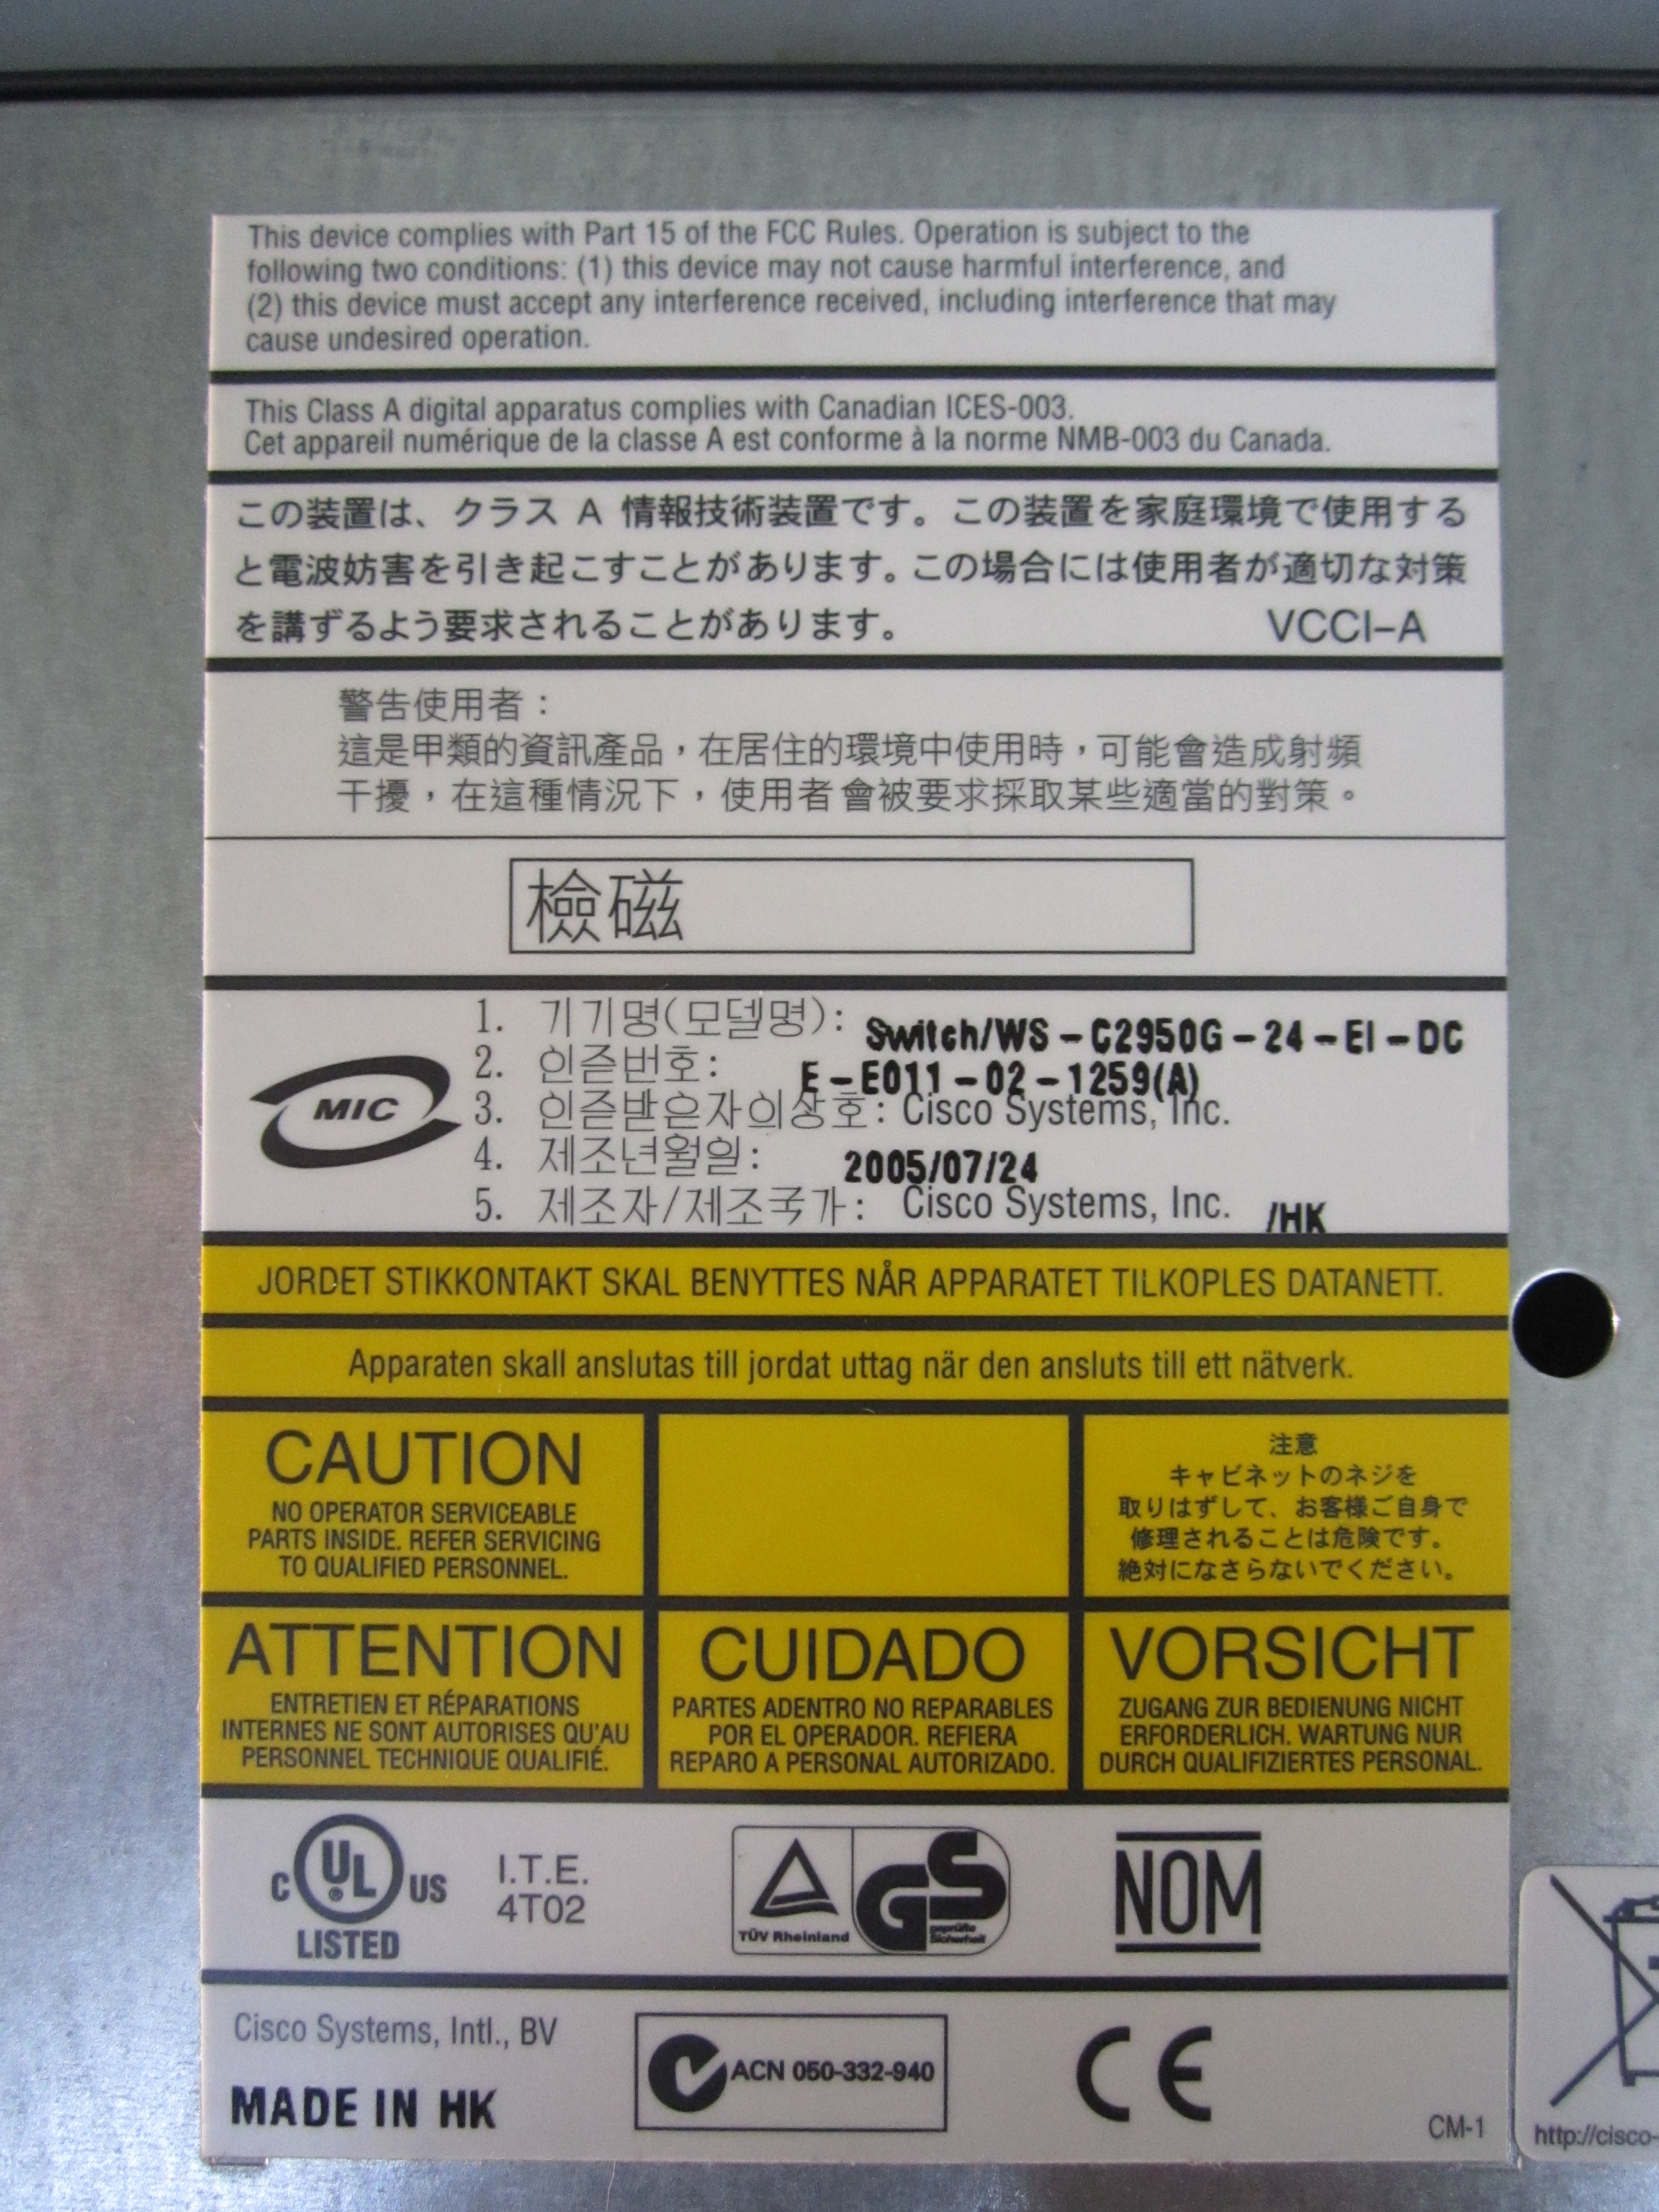 This device complies with Part 15 of the FCC Rules. Operation is subject to the
following two conditions: (1) this device may not cause harmful interference, and
(2) this device must accept any interference received, including interference that may
cause undesired operation.
This Class A digital apparatus complies with Canadian ICES-003.
Cet appareil numérique de la classe A est conforme à la norme NMB-003 du Canada.
この装置は、クラス A 情報技術装置です。この装置を家庭環境で使用する
と電波妨害を引き起こすことがあります。この場合には使用者が適切な対策
を講ずるよう要求されることがあります。 VCCI-A
警告使用者：
這是甲類的資訊產品，在居住的環境中使用時，可能會造成射頻
干擾，在這種情況下，使用者會被要求採取某些適當的對策。
檢磁
MIC
1. 기기명(모델명): Switch/WS-C2950G-24-EI-DC
2. 인증번호: E-E011-02-1259(A)
3. 인증받은자의상호: Cisco Systems, Inc.
4. 제조년월일: 2005/07/24
5. 제조자/제조국가: Cisco Systems, Inc. /HK
JORDET STIKKONTAKT SKAL BENYTTES NÅR APPARATET TILKOPLES DATANETT.
Apparaten skall anslutas till jordat uttag när den ansluts till ett nätverk.
CAUTION
NO OPERATOR SERVICEABLE
PARTS INSIDE. REFER SERVICING
TO QUALIFIED PERSONNEL.
注意
キャビネットのネジを
取りはずして、お客様ご自身で
修理されることは危険です。
絶対になさらないでください。
ATTENTION
ENTRETIEN ET RÉPARATIONS
INTERNES NE SONT AUTORISES QU'AU
PERSONNEL TECHNIQUE QUALIFIÉ.
CUIDADO
PARTES ADENTRO NO REPARABLES
POR EL OPERADOR. REFIERA
REPARO A PERSONAL AUTORIZADO.
VORSICHT
ZUGANG ZUR BEDIENUNG NICHT
ERFORDERLICH. WARTUNG NUR
DURCH QUALIFIZIERTES PERSONAL.
C UL US
LISTED
I.T.E.
4T02
TÜV Rheinland
GS
geprüfte
Sicherheit
NOM
Cisco Systems, Intl., BV
MADE IN HK
ACN 050-332-940
CE
CM-1
http://cisco-